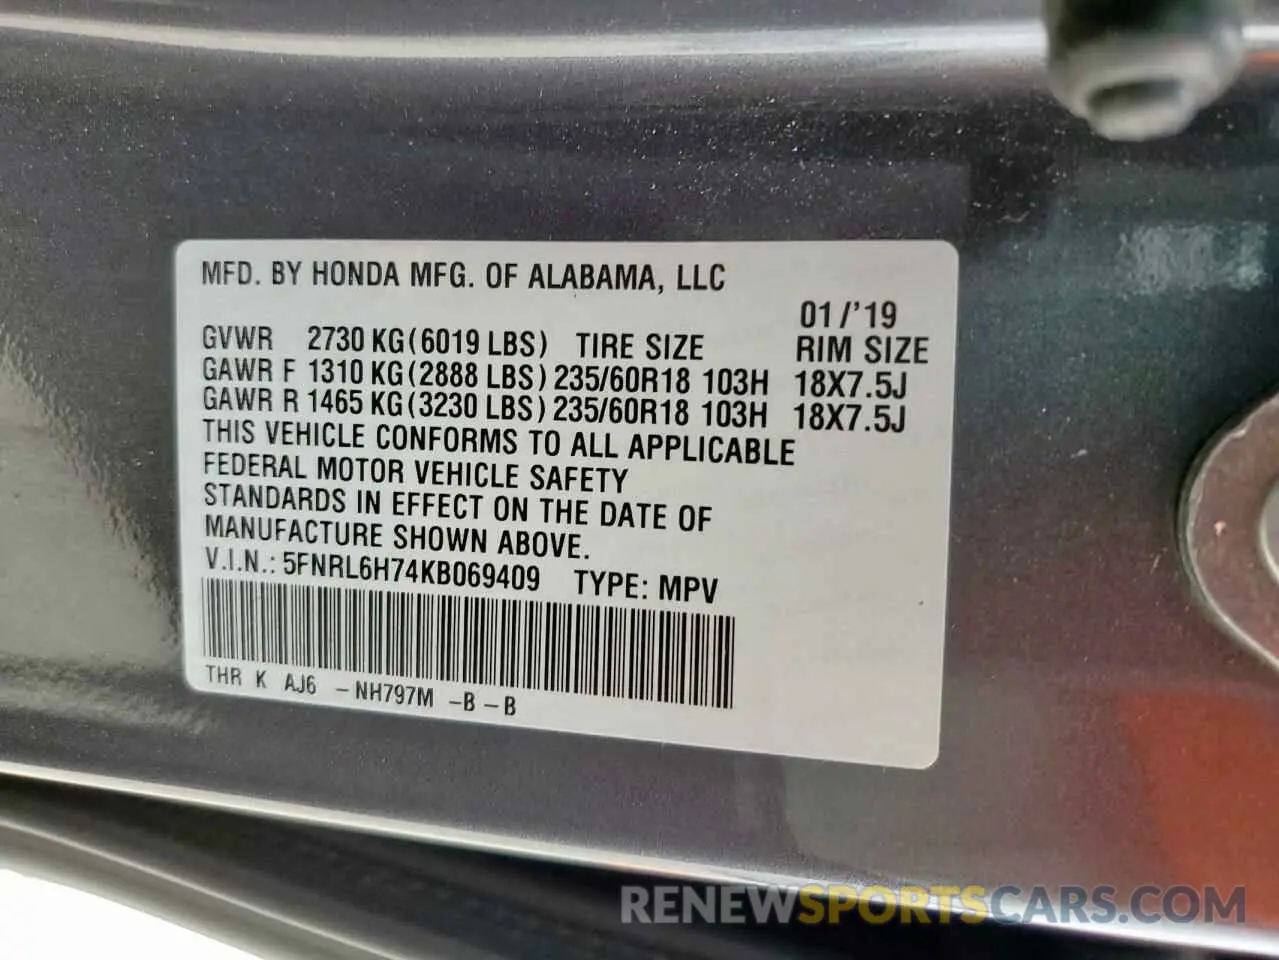 MFD. BY HONDA MFG. OF ALABAMA, LLC
01/'19
GVWR 2730 KG(6019 LBS) TIRE SIZE RIM SIZE
GAWR F 1310 KG(2888 LBS) 235/60R18 103H 18X7.5J
GAWR R 1465 KG(3230 LBS) 235/60R18 103H 18X7.5J
THIS VEHICLE CONFORMS TO ALL APPLICABLE
FEDERAL MOTOR VEHICLE SAFETY
STANDARDS IN EFFECT ON THE DATE OF
MANUFACTURE SHOWN ABOVE.
V.I.N.: 5FNRL6H74KB069409 TYPE: MPV
THR K AJ6 -NH797M -B-B
RENEWSPORTSCARS.COM